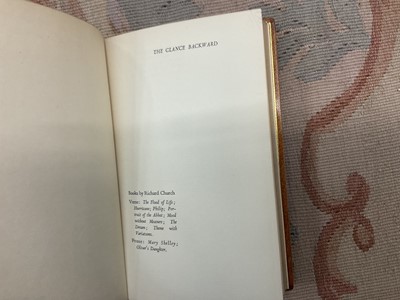 THE GLANCE BACKWARD
Books by Richard Church
Verse: The Flood of Life;
Hurricane; Philip; Por-
trait of the Abbot; Mood
without Measure; The
Dream; Theme with
Variations.
Prose: Mary Shelley;
Oliver's Daughter.